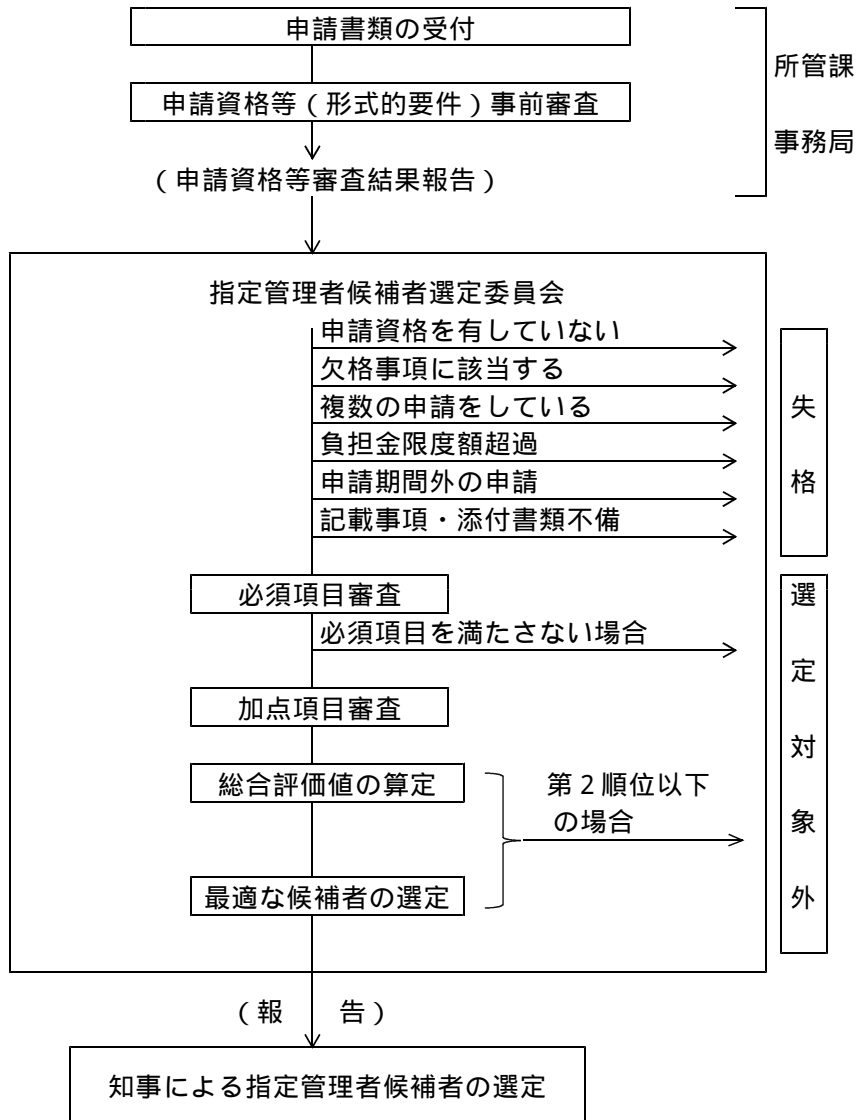 申請書類の受付
所管課
申請資格等(形式的要件)事前審査
事務局
(申請資格等審査結果報告)
指定管理者候補者選定委員会
申請資格を有していない
欠格事項に該当する
複数の申請をしている
負担金限度額超過
申請期間外の申請
記載事項・添付書類不備
失格
必須項目審査
必須項目を満たさない場合
加点項目審査
総合評価値の算定
第2順位以下
の場合
最適な候補者の選定
選定対象外
(報 告)
知事による指定管理者候補者の選定